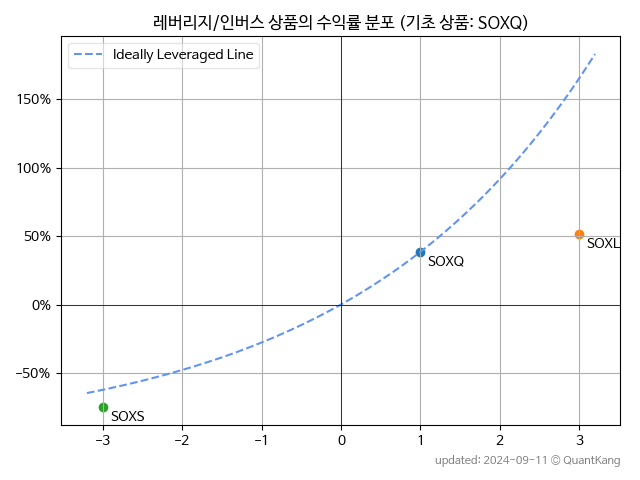 레버리지/인버스 상품의 수익률 분포 (기초 상품: SOXQ)
Ideally Leveraged Line
150%
100%
50%
0%
−50%
SOXL
SOXQ
SOXS
−3 −2 −1 0 1 2 3
updated: 2024-09-11 © QuantKang